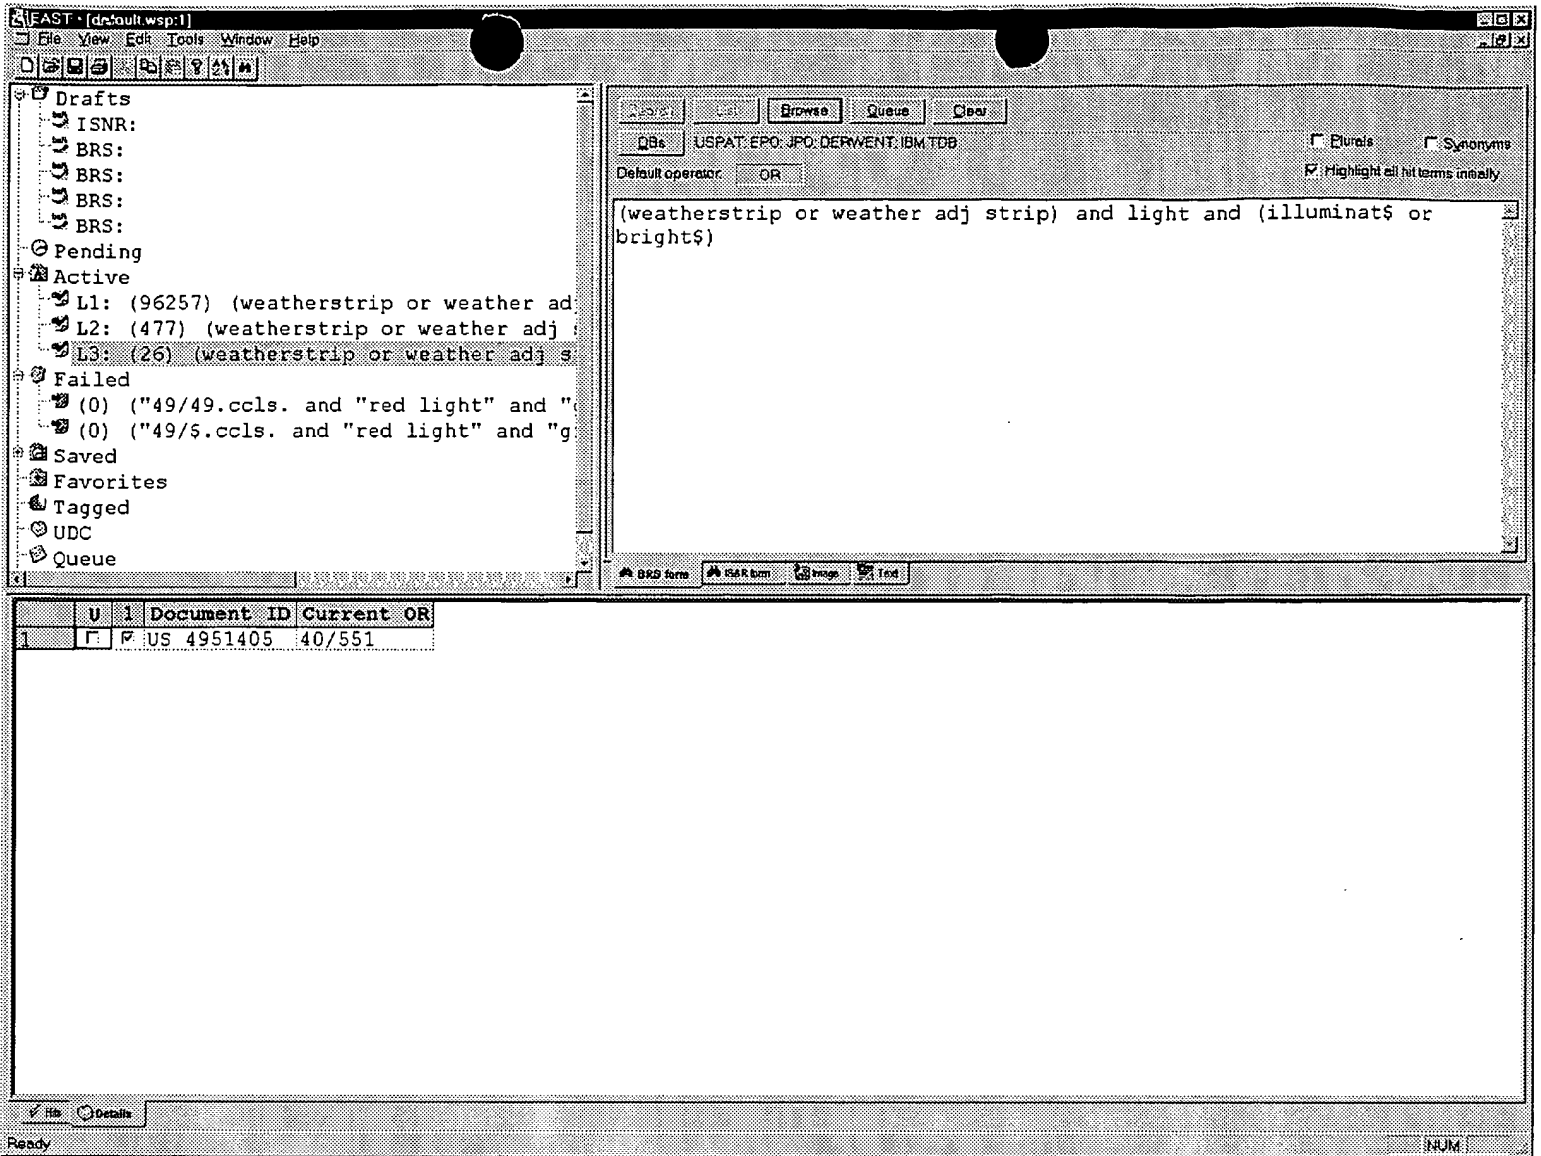 EAST - [default.wsp:1]
File View Edit Tools Window Help
Drafts
ISNR:
BRS:
BRS:
BRS:
BRS:
Pending
Active
L1: (96257) (weatherstrip or weather ad
L2: (477) (weatherstrip or weather adj
L3: (26) (weatherstrip or weather adj s
Failed
(0) ("49/49.ccls. and "red light" and "
(0) ("49/$.ccls. and "red light" and "g
Saved
Favorites
Tagged
UDC
Queue
Browse Queue Clear
DBs USPAT; EPO; JPO; DERWENT; IBM TDB
Plurals Synonyms
Default operator: OR
Highlight all hit terms initially
(weatherstrip or weather adj strip) and light and (illuminat$ or
bright$)
BRS form IS&R form Image Text
U 1 Document ID Current OR
1 US 4951405 40/551
Hits Details
Ready NUM